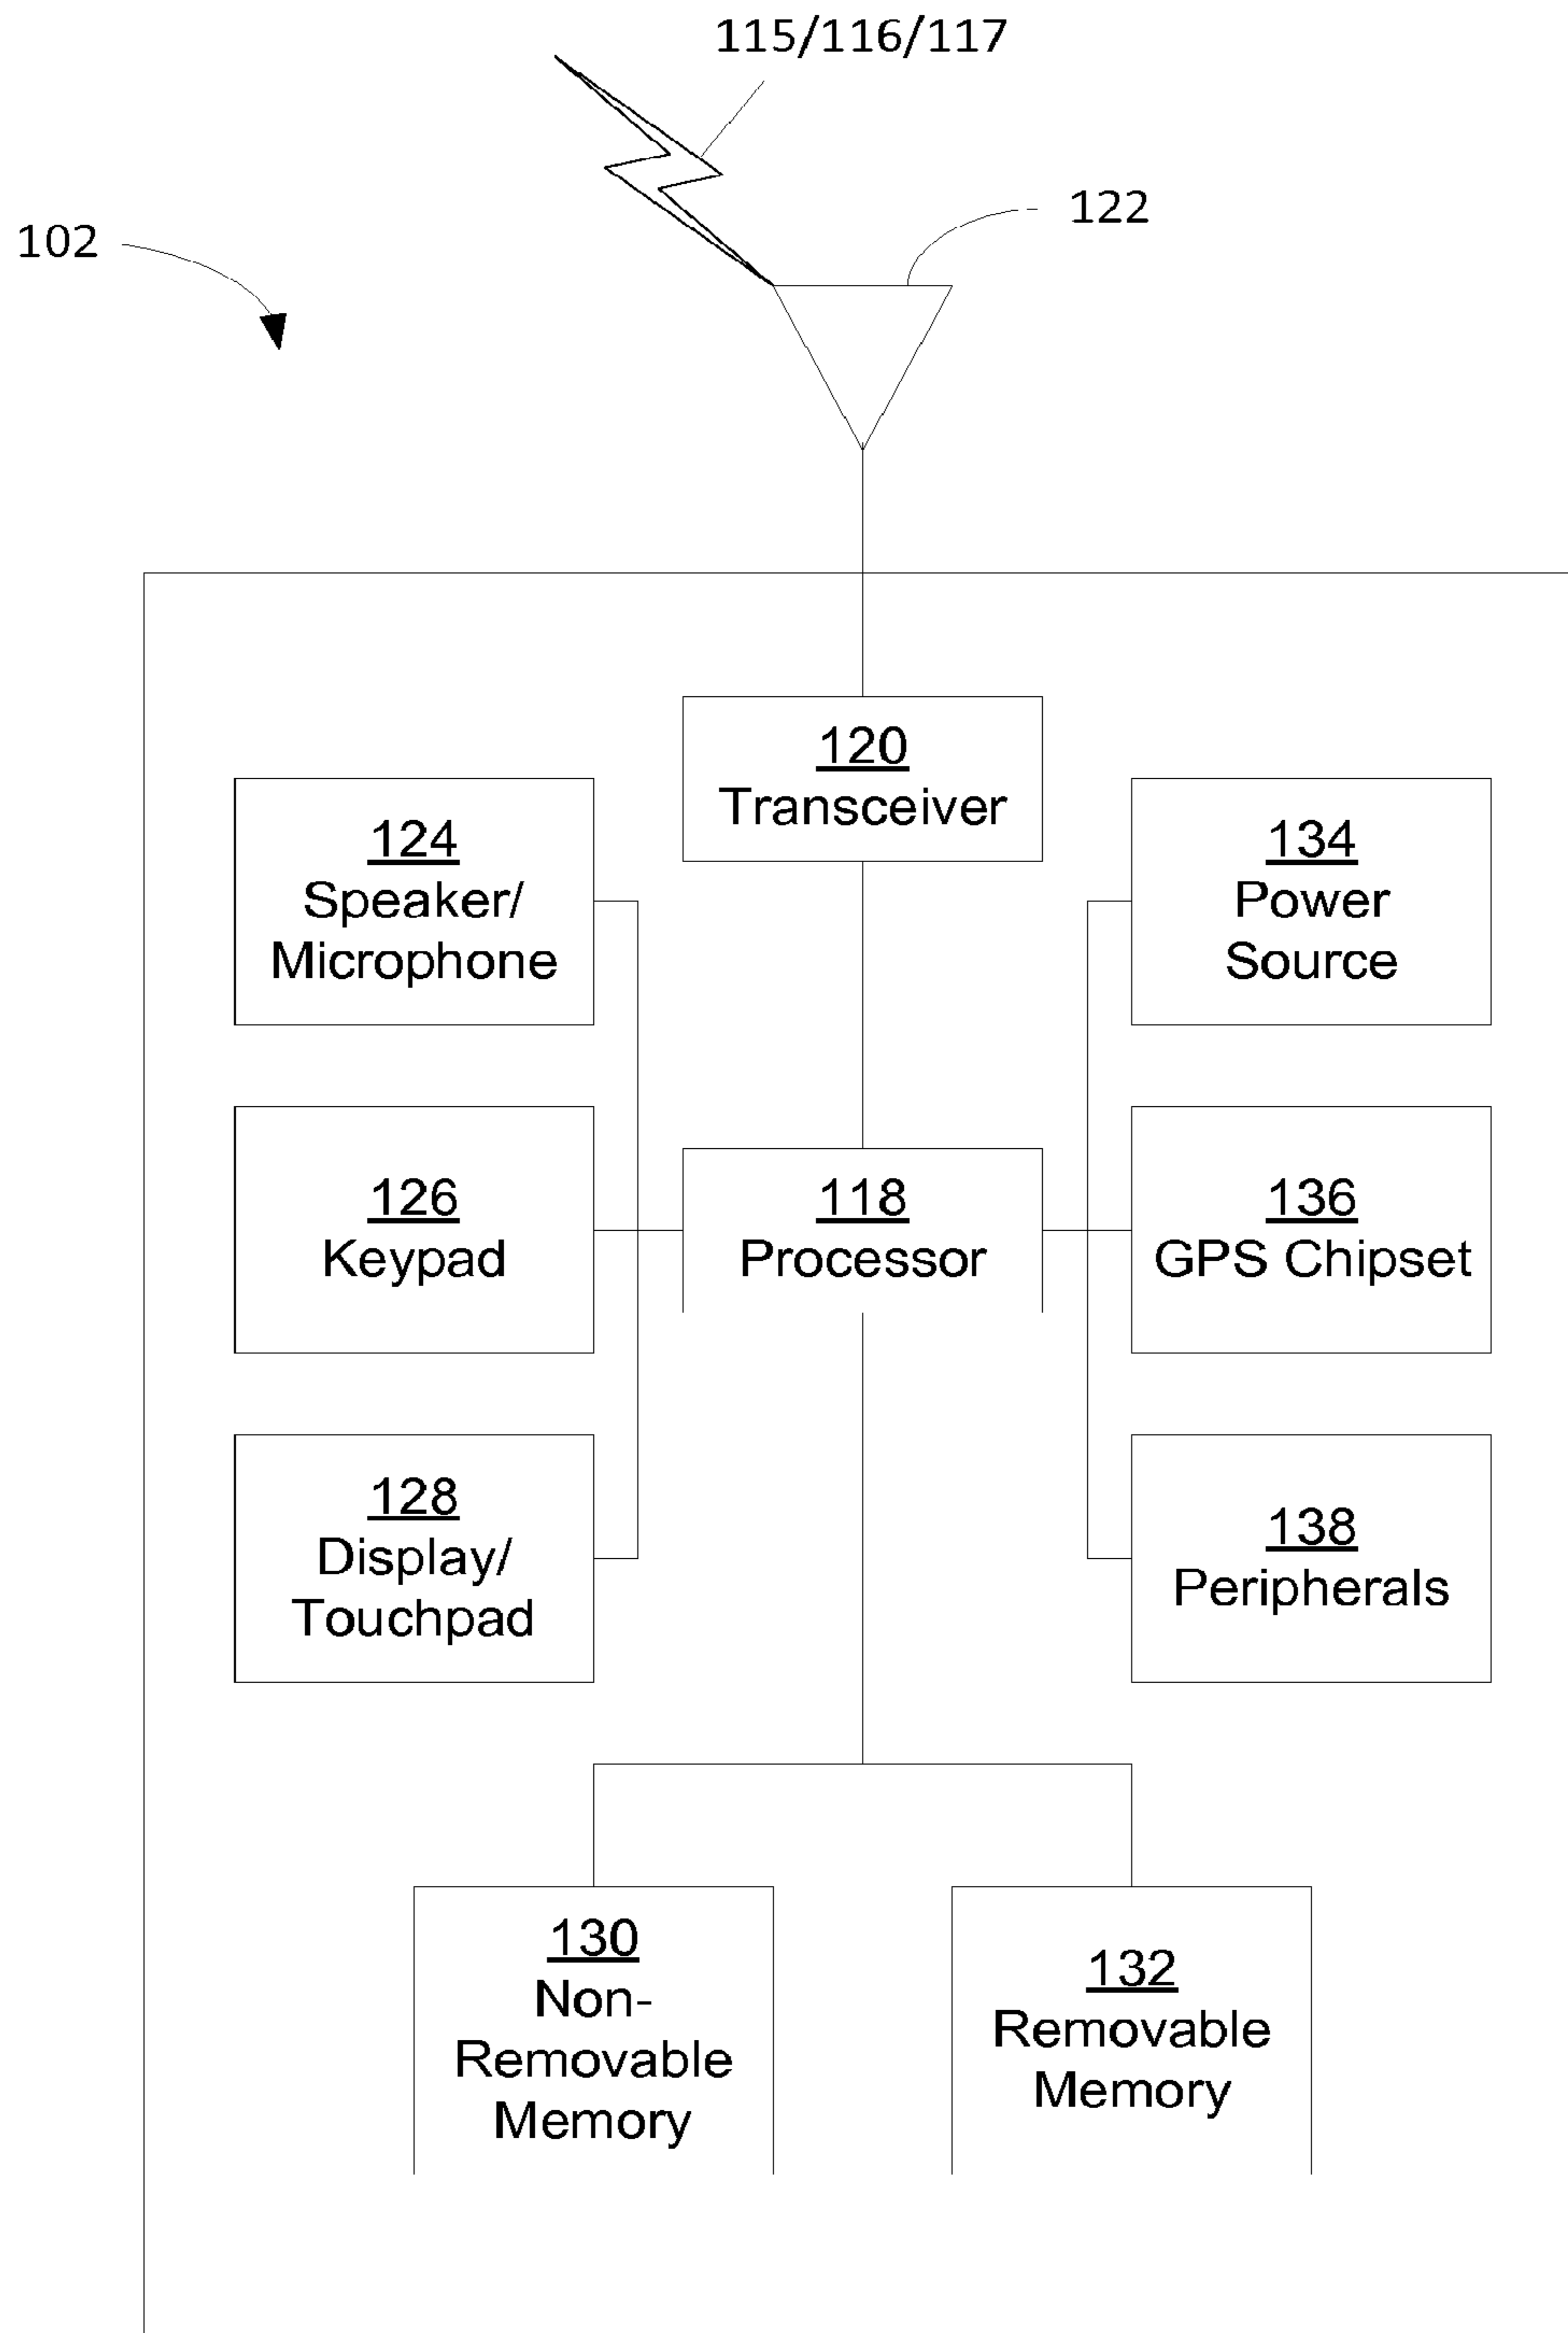 115/116/117
122
102
120
Transceiver
124
Speaker/
Microphone
134
Power
Source
126
Keypad
118
Processor
136
GPS Chipset
128
Display/
Touchpad
138
Peripherals
130
Non-
Removable
Memory
132
Removable
Memory